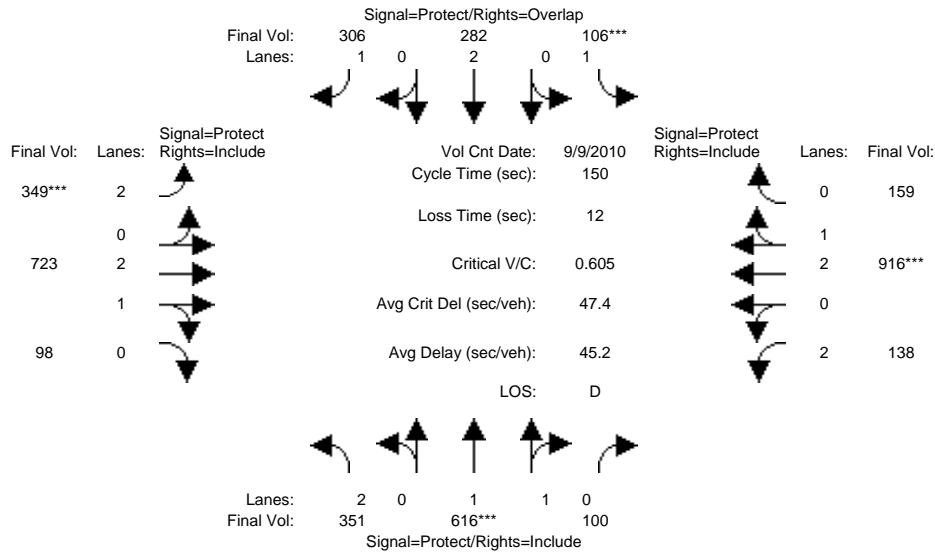 Signal=Protect/Rights=Overlap
Final Vol: 306 282 106***
Lanes: 1 0 2 0 1
Signal=Protect
Final Vol: Lanes: Rights=Include
Vol Cnt Date: 9/9/2010
Signal=Protect
Rights=Include Lanes: Final Vol:
Cycle Time (sec): 150
349*** 2
0 159
Loss Time (sec): 12
0
1
723 2
Critical V/C: 0.605
2 916***
1
Avg Crit Del (sec/veh): 47.4
0
98 0
Avg Delay (sec/veh): 45.2
2 138
LOS: D
Lanes: 2 0 1 1 0
Final Vol: 351 616*** 100
Signal=Protect/Rights=Include